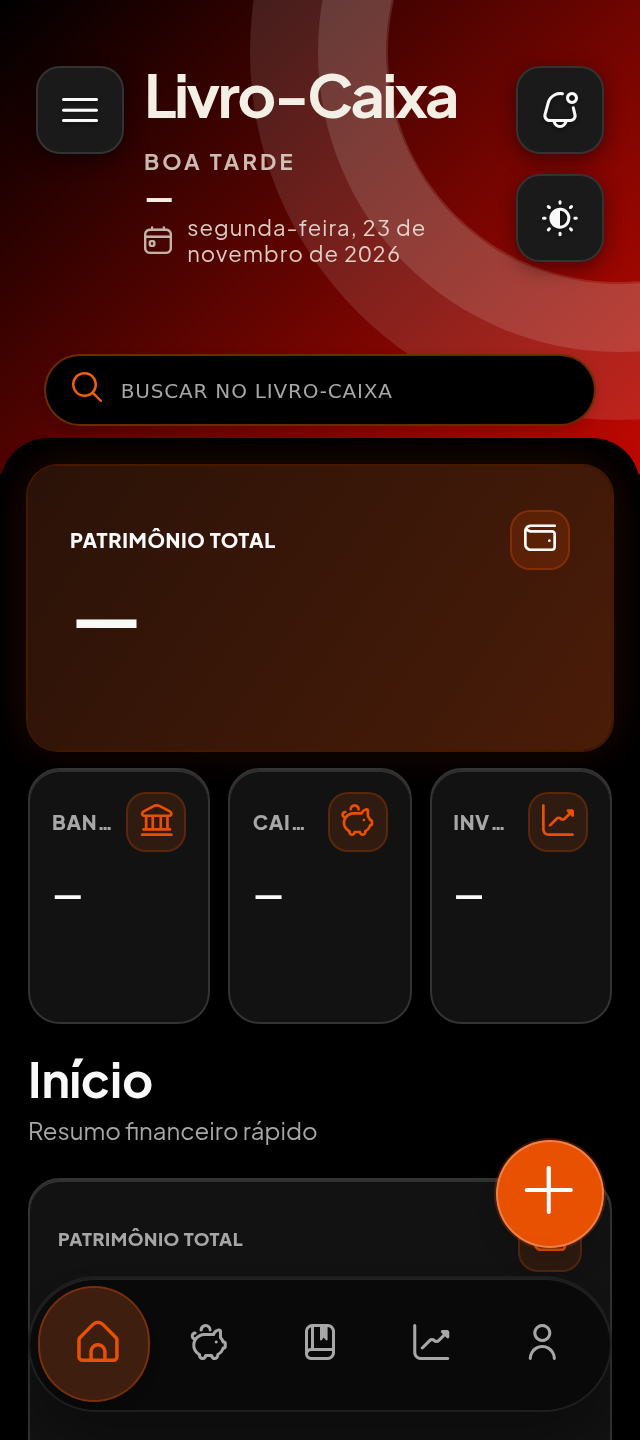 Livro-Caixa
BOA TARDE
—
segunda-feira, 23 de
novembro de 2026
BUSCAR NO LIVRO-CAIXA
PATRIMÔNIO TOTAL
—
BAN...
CAI...
INV...
—
—
—
Início
Resumo financeiro rápido
PATRIMÔNIO TOTAL